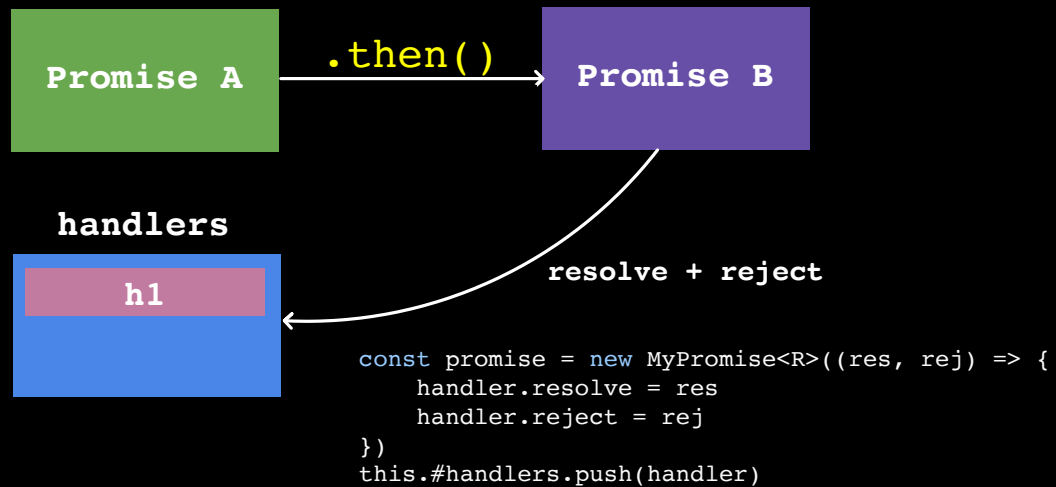 Promise A
.then()
Promise B
handlers
h1
resolve + reject
const promise = new MyPromise<R>((res, rej) => {
    handler.resolve = res
    handler.reject = rej
})
this.#handlers.push(handler)